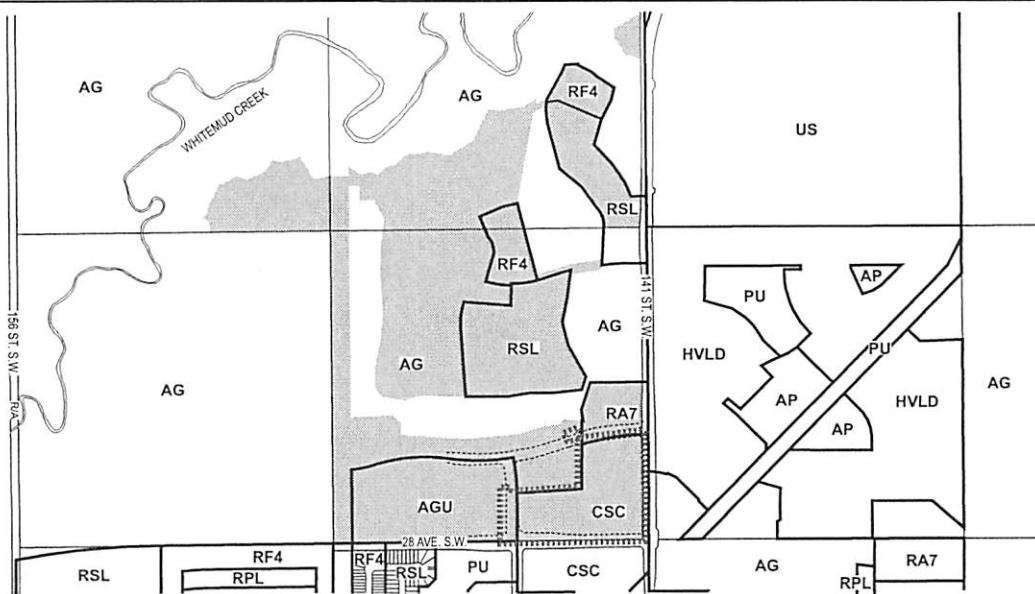 AG
WHITEMUD CREEK
AG
RF4
US
RSL
RF4
AP
PU
156 ST. S.W.
141 ST. S.W.
AG
PU
RSL
HVLD
AG
AG
AP
HVLD
AG
RA7
AP
AGU
CSC
28 AVE. S.W.
RSL
RF4
RPL
RF4
RSL
PU
CSC
AG
RPL
RA7